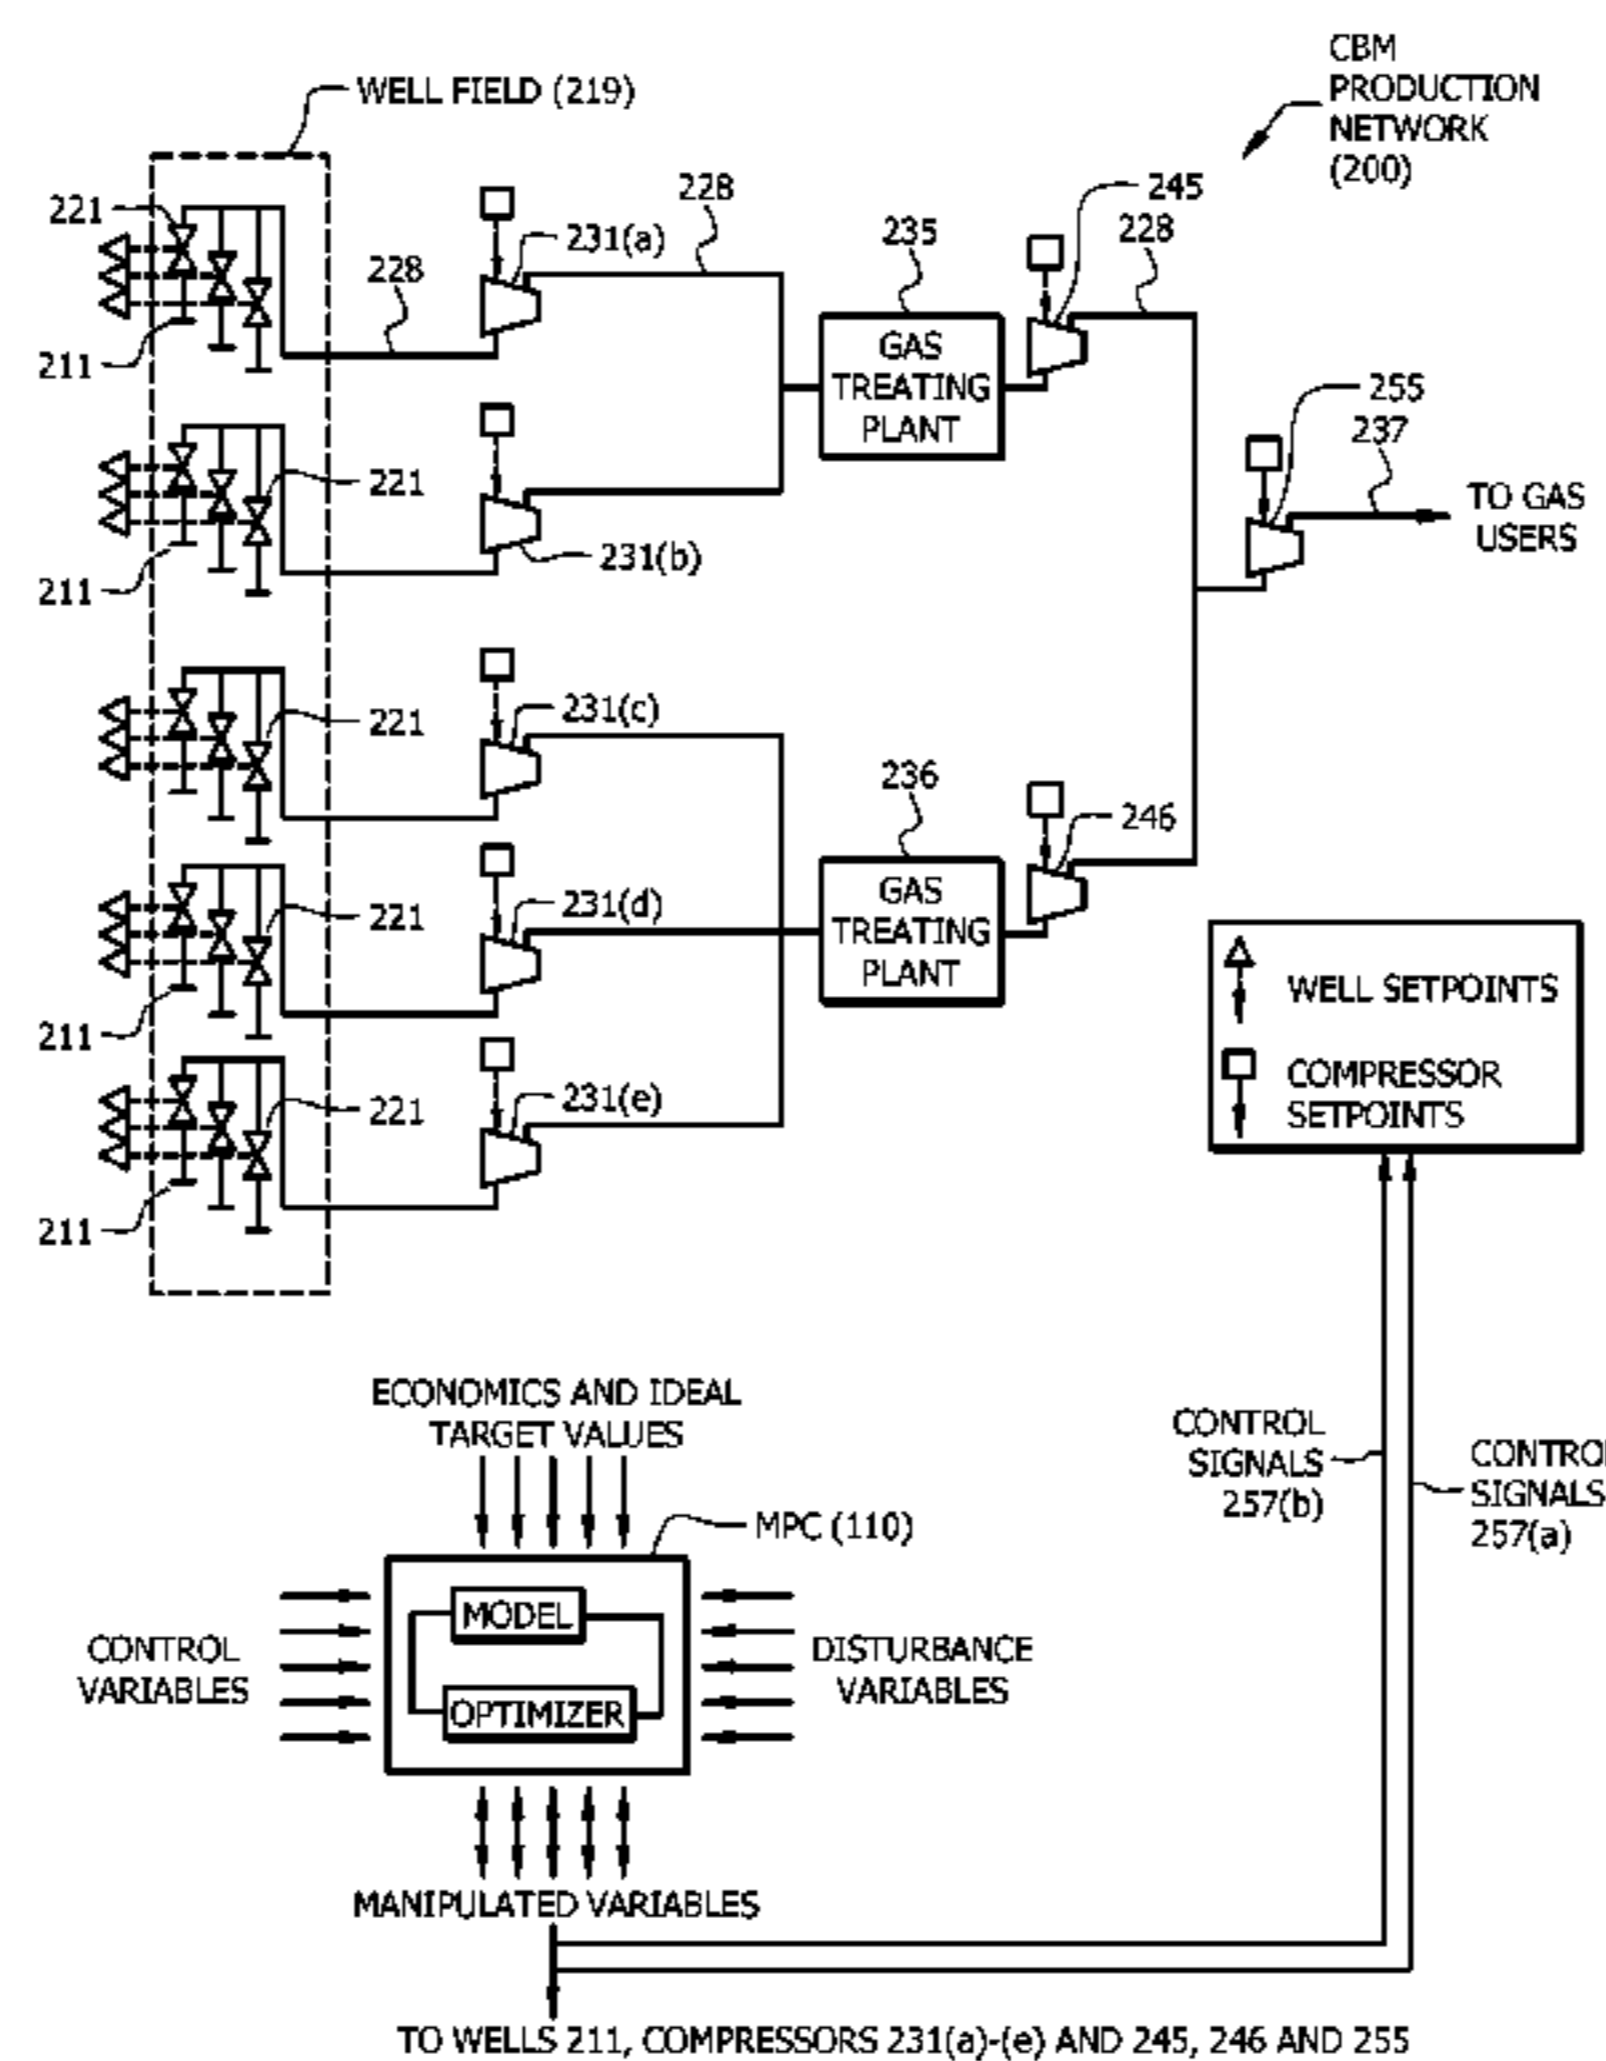 CBM
PRODUCTION
NETWORK
(200)
WELL FIELD (219)
221
228
245
231(a)
235
228
228
211
GAS
TREATING
PLANT
255
237
221
TO GAS
USERS
231(b)
211
231(c)
221
236
246
231(d)
221
GAS
TREATING
PLANT
WELL SETPOINTS
211
COMPRESSOR
SETPOINTS
231(e)
221
211
ECONOMICS AND IDEAL
TARGET VALUES
CONTROL
SIGNALS
257(b)
CONTRO
SIGNALS
257(a)
MPC (110)
MODEL
CONTROL
VARIABLES
DISTURBANCE
VARIABLES
OPTIMIZER
MANIPULATED VARIABLES
TO WELLS 211, COMPRESSORS 231(a)-(e) AND 245, 246 AND 255